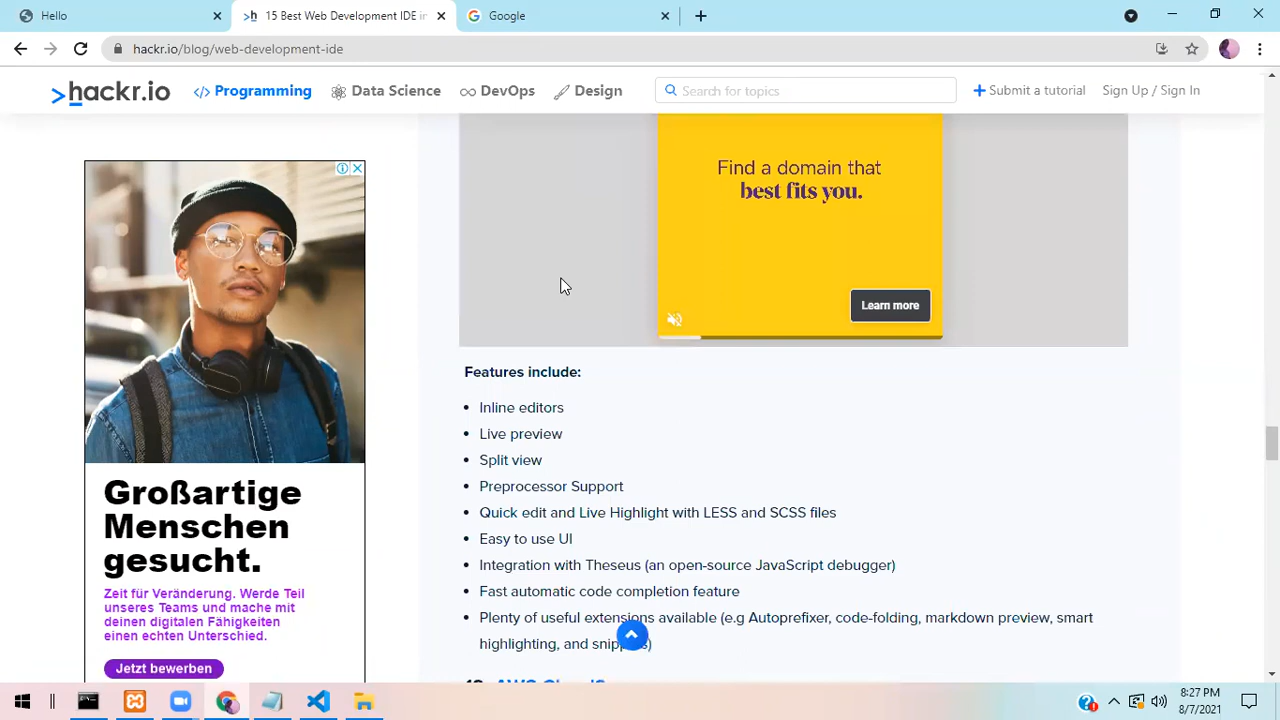 Hello
15 Best Web Development IDE in
Google
hackr.io/blog/web-development-ide
>hackr.io
</> Programming
Data Science
DevOps
Design
Search for topics
+ Submit a tutorial
Sign Up / Sign In
Find a domain that
best fits you.
Learn more
Großartige
Menschen
gesucht.
Zeit für Veränderung. Werde Teil
unseres Teams und mache mit
deinen digitalen Fähigkeiten
einen echten Unterschied.
Jetzt bewerben
Features include:
• Inline editors
• Live preview
• Split view
• Preprocessor Support
• Quick edit and Live Highlight with LESS and SCSS files
• Easy to use UI
• Integration with Theseus (an open-source JavaScript debugger)
• Fast automatic code completion feature
• Plenty of useful extensions available (e.g Autoprefixer, code-folding, markdown preview, smart
highlighting, and
8:27 PM
8/7/2021